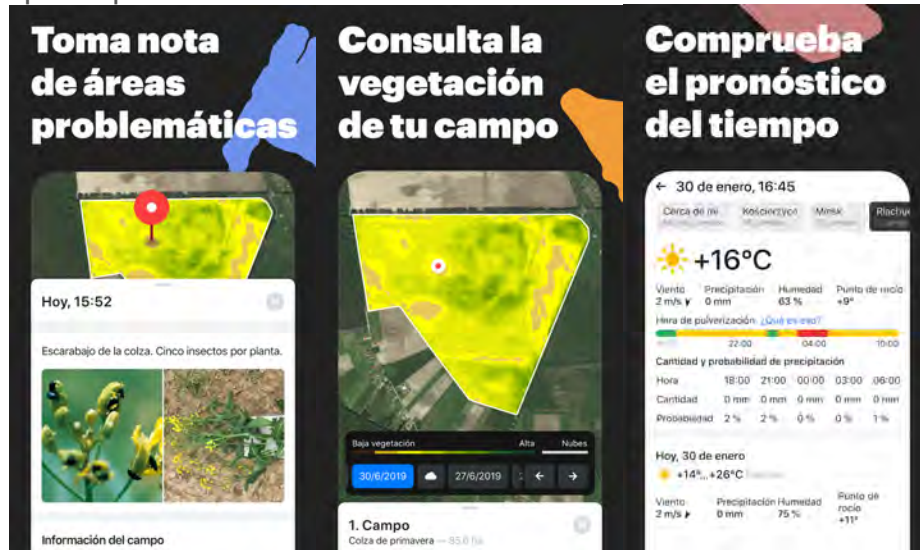 Toma nota
de áreas
problemáticas
Hoy, 15:52
Escarabajo de la colza. Cinco insectos por planta.
Información del campo
Consulta la
vegetación
de tu campo
Baja vegetación Alta Nubes
30/6/2019 27/6/2019
1. Campo
Colza de primavera — 85.6 ha
Comprueba
el pronóstico
del tiempo
← 30 de enero, 16:45
Cerca de mí Kościerzyce Minsk
+16°C
Viento Precipitación Humedad Punto de rocío
2 m/s 0 mm 63 % +9°
Hora de pulverización ¿Qué es eso?
22:00 04:00 10:00
Cantidad y probabilidad de precipitación
Hora 18:00 21:00 00:00 03:00 06:00
Cantidad 0 mm 0 mm 0 mm 0 mm 0 mm
Probabilidad 2 % 2 % 0 % 0 % 1 %
Hoy, 30 de enero
+14°...+26°C
Viento Precipitación Humedad Punto de
rocío
2 m/s 0 mm 75 % +11°